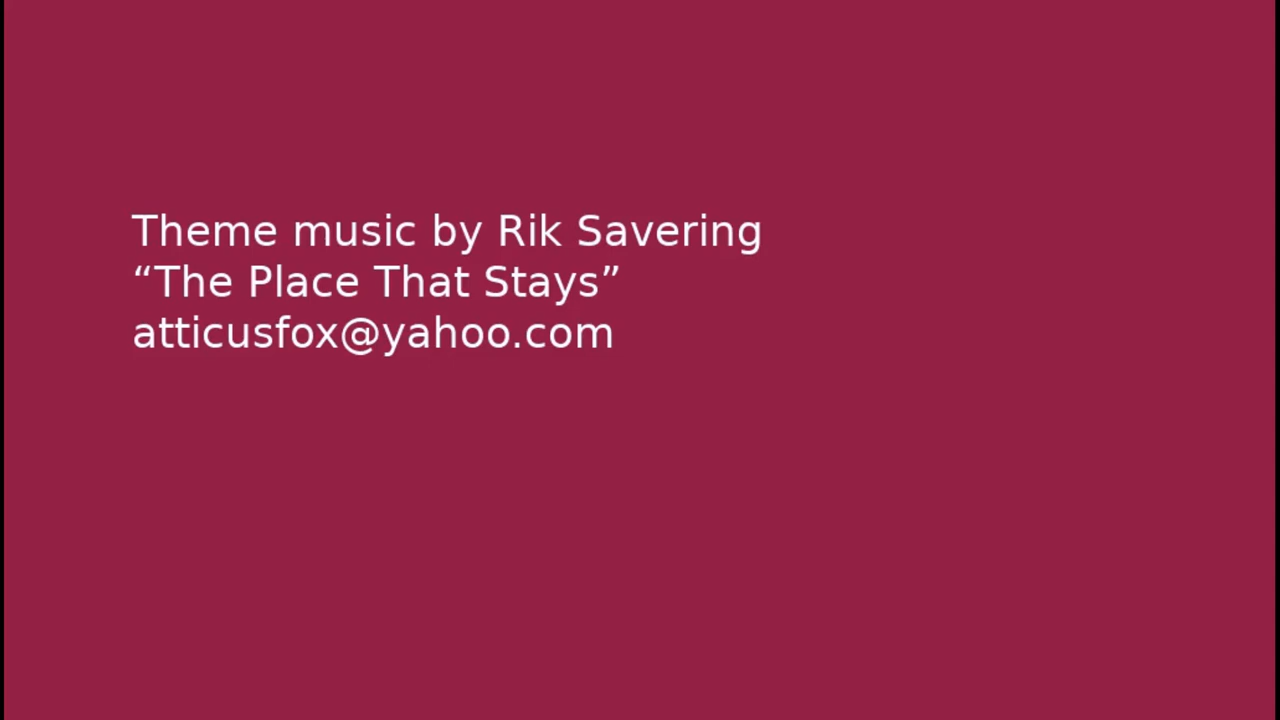 Theme music by Rik Savering
“The Place That Stays”
atticusfox@yahoo.com